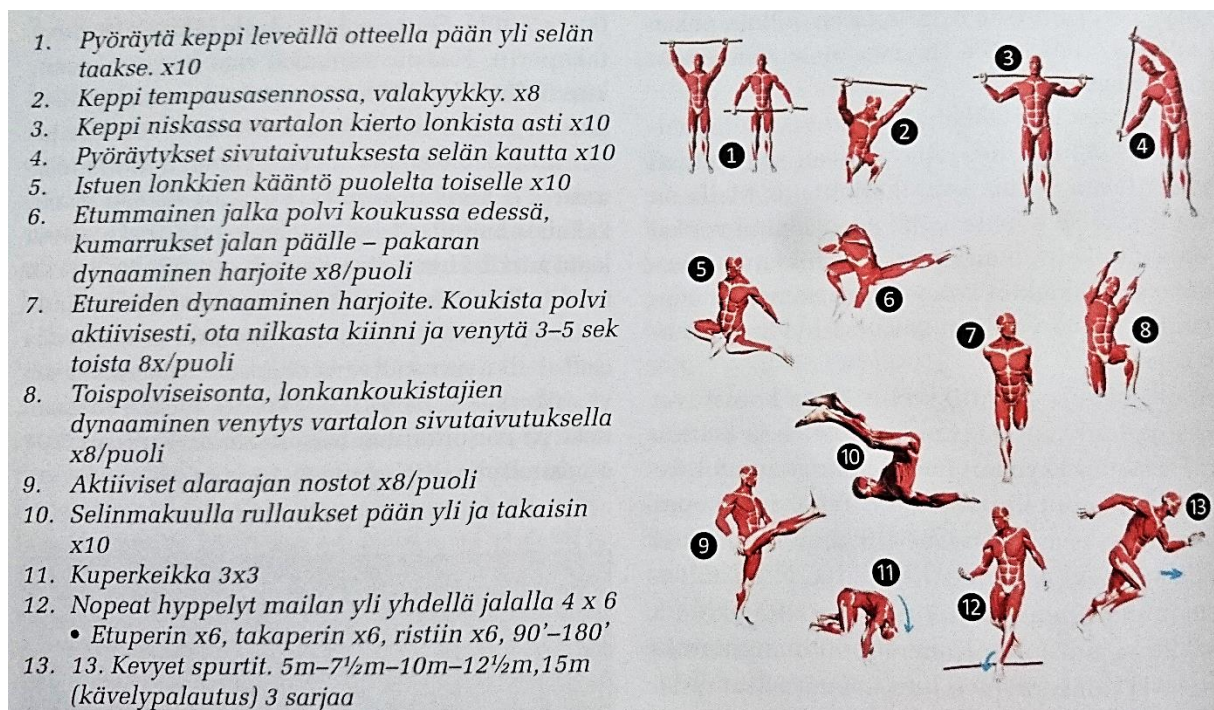 1. Pyöräytä keppi leveällä otteella pään yli selän
taakse. x10
2. Keppi tempausasennossa, valakyykky. x8
3. Keppi niskassa vartalon kierto lonkista asti x10
4. Pyöräytykset sivutaivutuksesta selän kautta x10
5. Istuen lonkkien kääntö puolelta toiselle x10
6. Etummainen jalka polvi koukussa edessä,
kumarrukset jalan päälle – pakaran
dynaaminen harjoite x8/puoli
7. Etureiden dynaaminen harjoite. Koukista polvi
aktiivisesti, ota nilkasta kiinni ja venytä 3–5 sek
toista 8x/puoli
8. Toispolviseisonta, lonkankoukistajien
dynaaminen venytys vartalon sivutaivutuksella
x8/puoli
9. Aktiiviset alaraajan nostot x8/puoli
10. Selinmakuulla rullaukset pään yli ja takaisin
x10
11. Kuperkeikka 3x3
12. Nopeat hyppelyt mailan yli yhdellä jalalla 4 x 6
• Etuperin x6, takaperin x6, ristiin x6, 90’–180’
13. 13. Kevyet spurtit. 5m–7½m–10m–12½m,15m
(kävelypalautus) 3 sarjaa
1
2
3
4
5
6
7
8
9
10
11
12
13